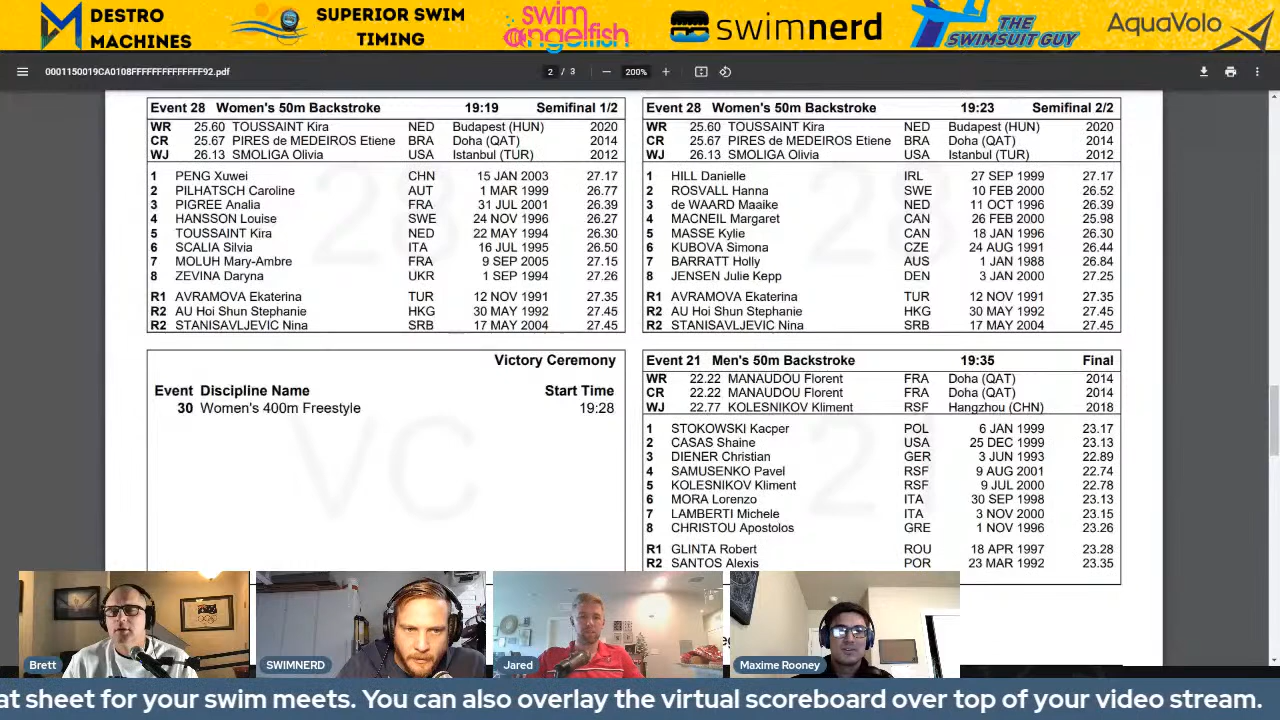 DESTRO
MACHINES
SUPERIOR SWIM
TIMING
swim
angelfish
swimnerd
THE
SWIMSUIT GUY
AquaVolo
0001150019CA0108FFFFFFFFFFFFFF92.pdf
2 / 3
200%
Event 28 Women's 50m Backstroke 19:19 Semifinal 1/2
WR 25.60 TOUSSAINT Kira NED Budapest (HUN) 2020
CR 25.67 PIRES de MEDEIROS Etiene BRA Doha (QAT) 2014
WJ 26.13 SMOLIGA Olivia USA Istanbul (TUR) 2012
1 PENG Xuwei CHN 15 JAN 2003 27.17
2 PILHATSCH Caroline AUT 1 MAR 1999 26.77
3 PIGREE Analia FRA 31 JUL 2001 26.39
4 HANSSON Louise SWE 24 NOV 1996 26.27
5 TOUSSAINT Kira NED 22 MAY 1994 26.30
6 SCALIA Silvia ITA 16 JUL 1995 26.50
7 MOLUH Mary-Ambre FRA 9 SEP 2005 27.15
8 ZEVINA Daryna UKR 1 SEP 1994 27.26
R1 AVRAMOVA Ekaterina TUR 12 NOV 1991 27.35
R2 AU Hoi Shun Stephanie HKG 30 MAY 1992 27.45
R2 STANISAVLJEVIC Nina SRB 17 MAY 2004 27.45
Event 28 Women's 50m Backstroke 19:23 Semifinal 2/2
WR 25.60 TOUSSAINT Kira NED Budapest (HUN) 2020
CR 25.67 PIRES de MEDEIROS Etiene BRA Doha (QAT) 2014
WJ 26.13 SMOLIGA Olivia USA Istanbul (TUR) 2012
1 HILL Danielle IRL 27 SEP 1999 27.17
2 ROSVALL Hanna SWE 10 FEB 2000 26.52
3 de WAARD Maaike NED 11 OCT 1996 26.39
4 MACNEIL Margaret CAN 26 FEB 2000 25.98
5 MASSE Kylie CAN 18 JAN 1996 26.30
6 KUBOVA Simona CZE 24 AUG 1991 26.44
7 BARRATT Holly AUS 1 JAN 1988 26.84
8 JENSEN Julie Kepp DEN 3 JAN 2000 27.25
R1 AVRAMOVA Ekaterina TUR 12 NOV 1991 27.35
R2 AU Hoi Shun Stephanie HKG 30 MAY 1992 27.45
R2 STANISAVLJEVIC Nina SRB 17 MAY 2004 27.45
Victory Ceremony
Event Discipline Name Start Time
30 Women's 400m Freestyle 19:28
VC
Event 21 Men's 50m Backstroke 19:35 Final
WR 22.22 MANAUDOU Florent FRA Doha (QAT) 2014
CR 22.22 MANAUDOU Florent FRA Doha (QAT) 2014
WJ 22.77 KOLESNIKOV Kliment RSF Hangzhou (CHN) 2018
1 STOKOWSKI Kacper POL 6 JAN 1999 23.17
2 CASAS Shaine USA 25 DEC 1999 23.13
3 DIENER Christian GER 3 JUN 1993 22.89
4 SAMUSENKO Pavel RSF 9 AUG 2001 22.74
5 KOLESNIKOV Kliment RSF 9 JUL 2000 22.78
6 MORA Lorenzo ITA 30 SEP 1998 23.13
7 LAMBERTI Michele ITA 3 NOV 2000 23.15
8 CHRISTOU Apostolos GRE 1 NOV 1996 23.26
R1 GLINTA Robert ROU 18 APR 1997 23.28
R2 SANTOS Alexis POR 23 MAR 1992 23.35
Brett
SWIMNERD
Jared
Maxime Rooney
at sheet for your swim meets. You can also overlay the virtual scoreboard over top of your video stream.